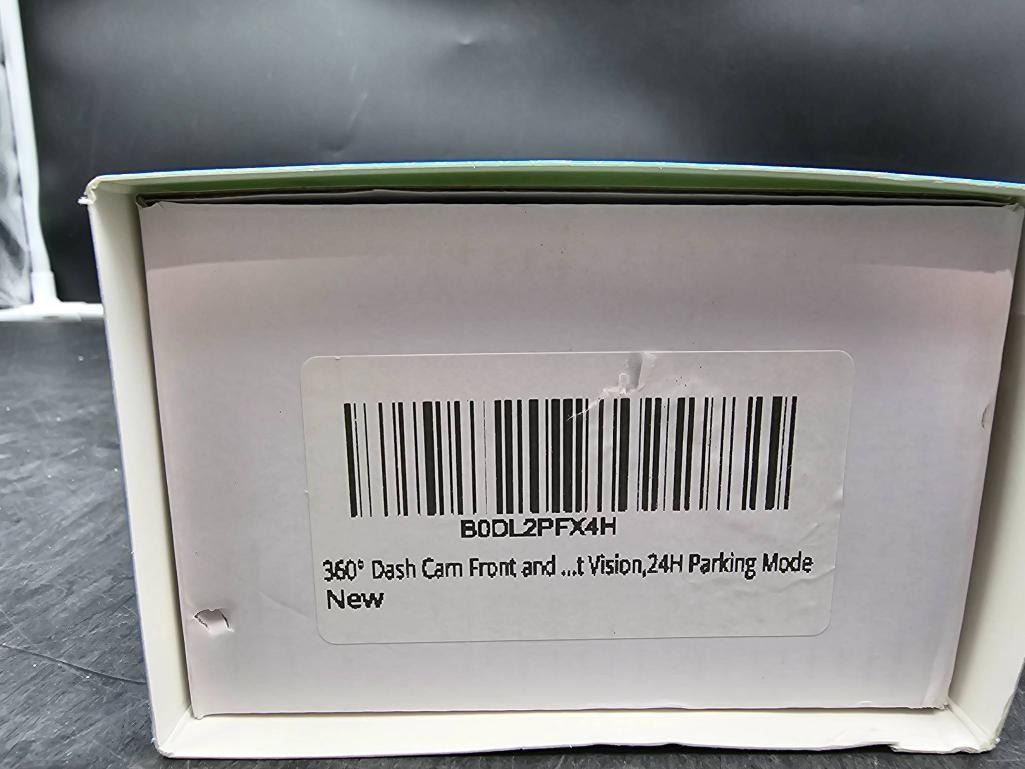 B0DL2PFX4H
360° Dash Cam Front and ...t Vision,24H Parking Mode
New